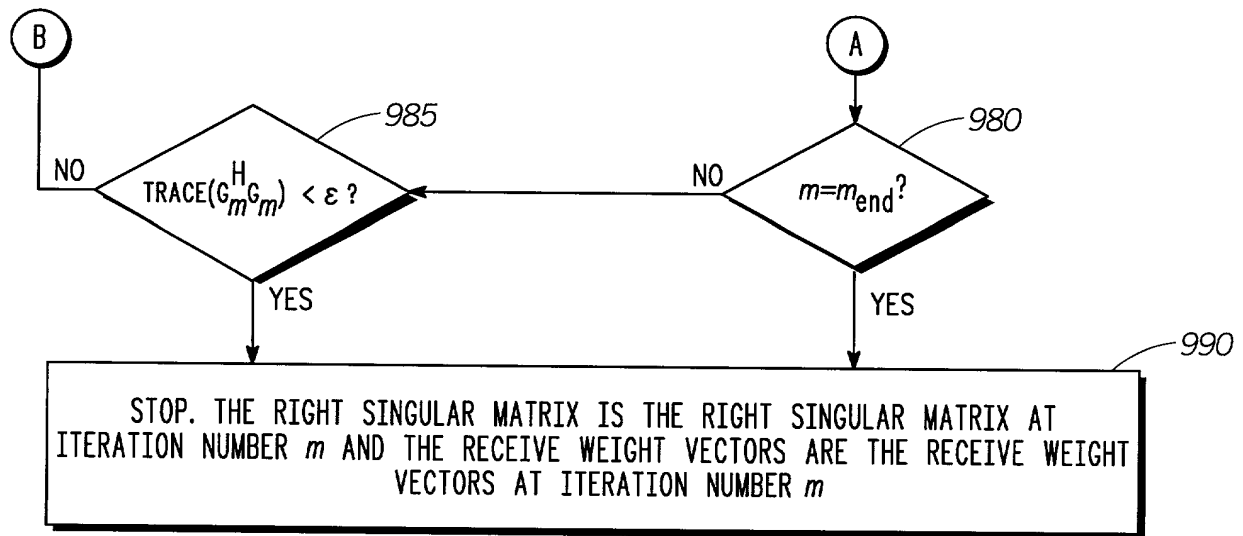 B
A
985
980
NO
TRACE(G_m^H G_m) < ε ?
NO
m=m_end?
YES
YES
990
STOP. THE RIGHT SINGULAR MATRIX IS THE RIGHT SINGULAR MATRIX AT
ITERATION NUMBER m AND THE RECEIVE WEIGHT VECTORS ARE THE RECEIVE WEIGHT
VECTORS AT ITERATION NUMBER m